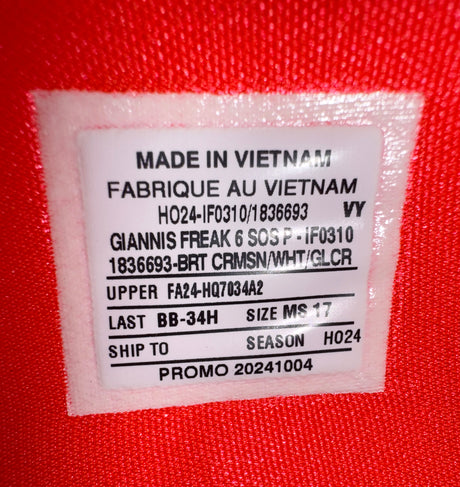 MADE IN VIETNAM
FABRIQUE AU VIETNAM
HO24-IF0310/1836693 VY
GIANNIS FREAK 6 SOS P - IF0310
1836693-BRT CRMSN/WHT/GLCR
UPPER FA24-HQ7034A2
LAST BB-34H SIZE MS 17
SHIP TO SEASON HO24
PROMO 20241004